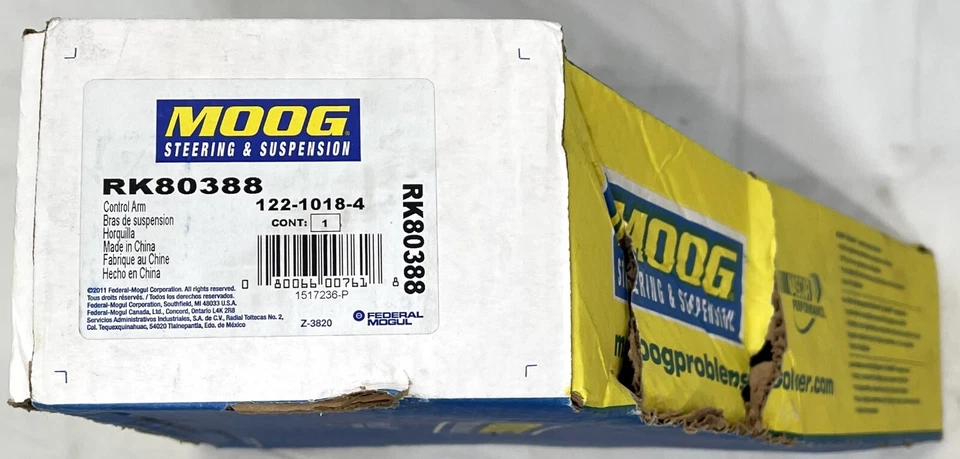 MOOG
STEERING & SUSPENSION
RK80388
122-1018-4
Control Arm
Bras de suspension
Horquilla
Made in China
Fabriqué au Chine
Hecho en China
CONT: 1
0 80066 00761 8
1517236-P
RK80388
©2011 Federal-Mogul Corporation. All rights reserved.
Tous droits réservés. / Todos los derechos reservados.
Federal-Mogul Corporation, Southfield, MI 48033 U.S.A.
Federal-Mogul Canada, Ltd., Concord, Ontario L4K 2R8
Servicios Administrativos Industriales, S.A. de C.V., Radial Toltecas No. 2,
Col. Tequexquinahuac, 54020 Tlalnepantla, Edo. de México
Z-3820
FEDERAL
MOGUL
MOOG
STEERING & SUSPENSION